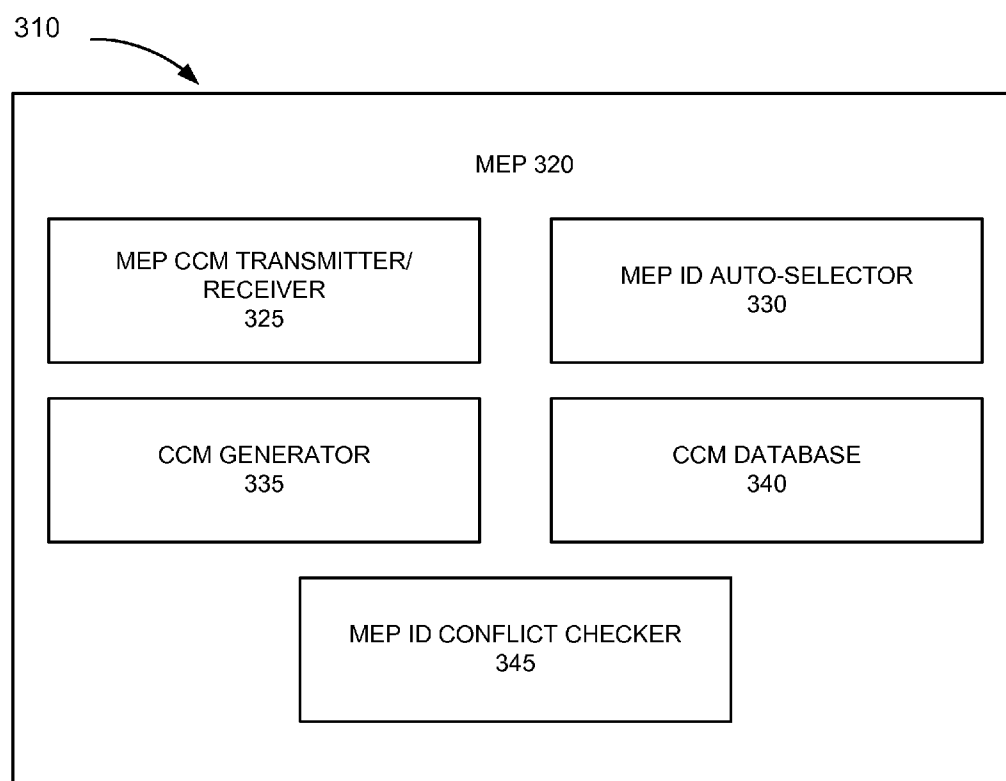 310
MEP 320
MEP CCM TRANSMITTER/
RECEIVER
325
MEP ID AUTO-SELECTOR
330
CCM GENERATOR
335
CCM DATABASE
340
MEP ID CONFLICT CHECKER
345